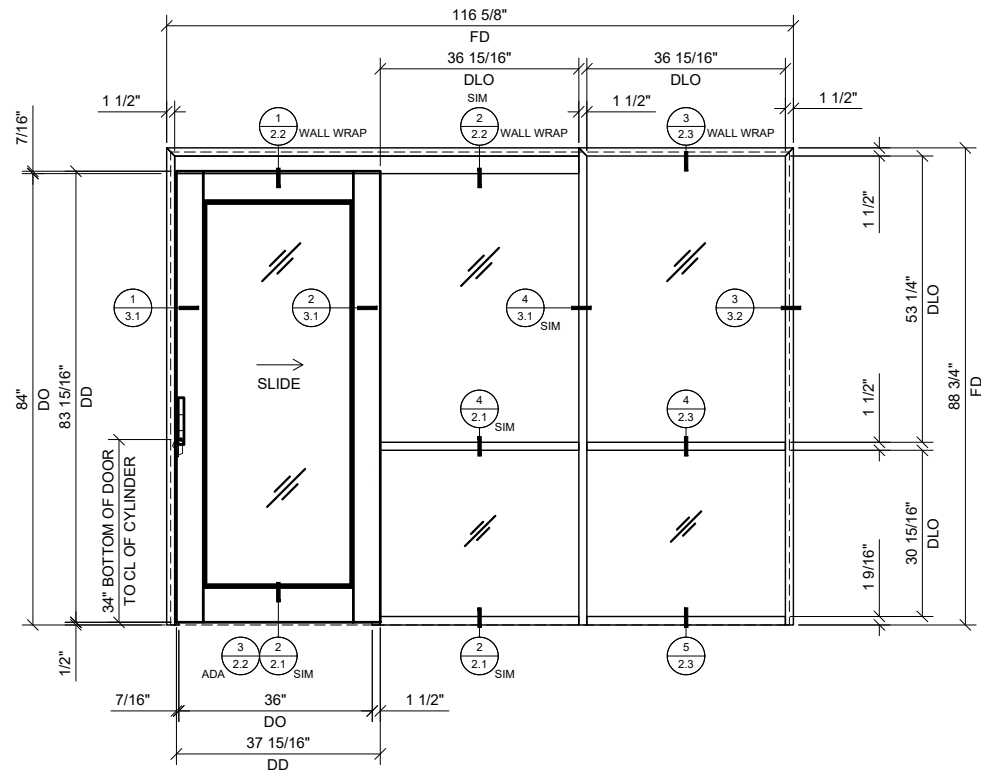 116 5/8"
FD
36 15/16"
DLO
36 15/16"
DLO
1 1/2"
SIM
1 1/2"
1 1/2"
7/16"
1
2.2
WALL WRAP
2
2.2
WALL WRAP
3
2.3
WALL WRAP
1 1/2"
1
3.1
2
3.1
4
3.1
SIM
3
3.2
53 1/4"
DLO
SLIDE
84"
DO
83 15/16"
DD
88 3/4"
FD
4
2.1
SIM
4
2.3
1 1/2"
34" BOTTOM OF DOOR
TO CL OF CYLINDER
30 15/16"
DLO
1 9/16"
1/2"
ADA
3
2.2
2
2.1
SIM
2
2.1
SIM
5
2.3
7/16"
36"
DO
1 1/2"
37 15/16"
DD